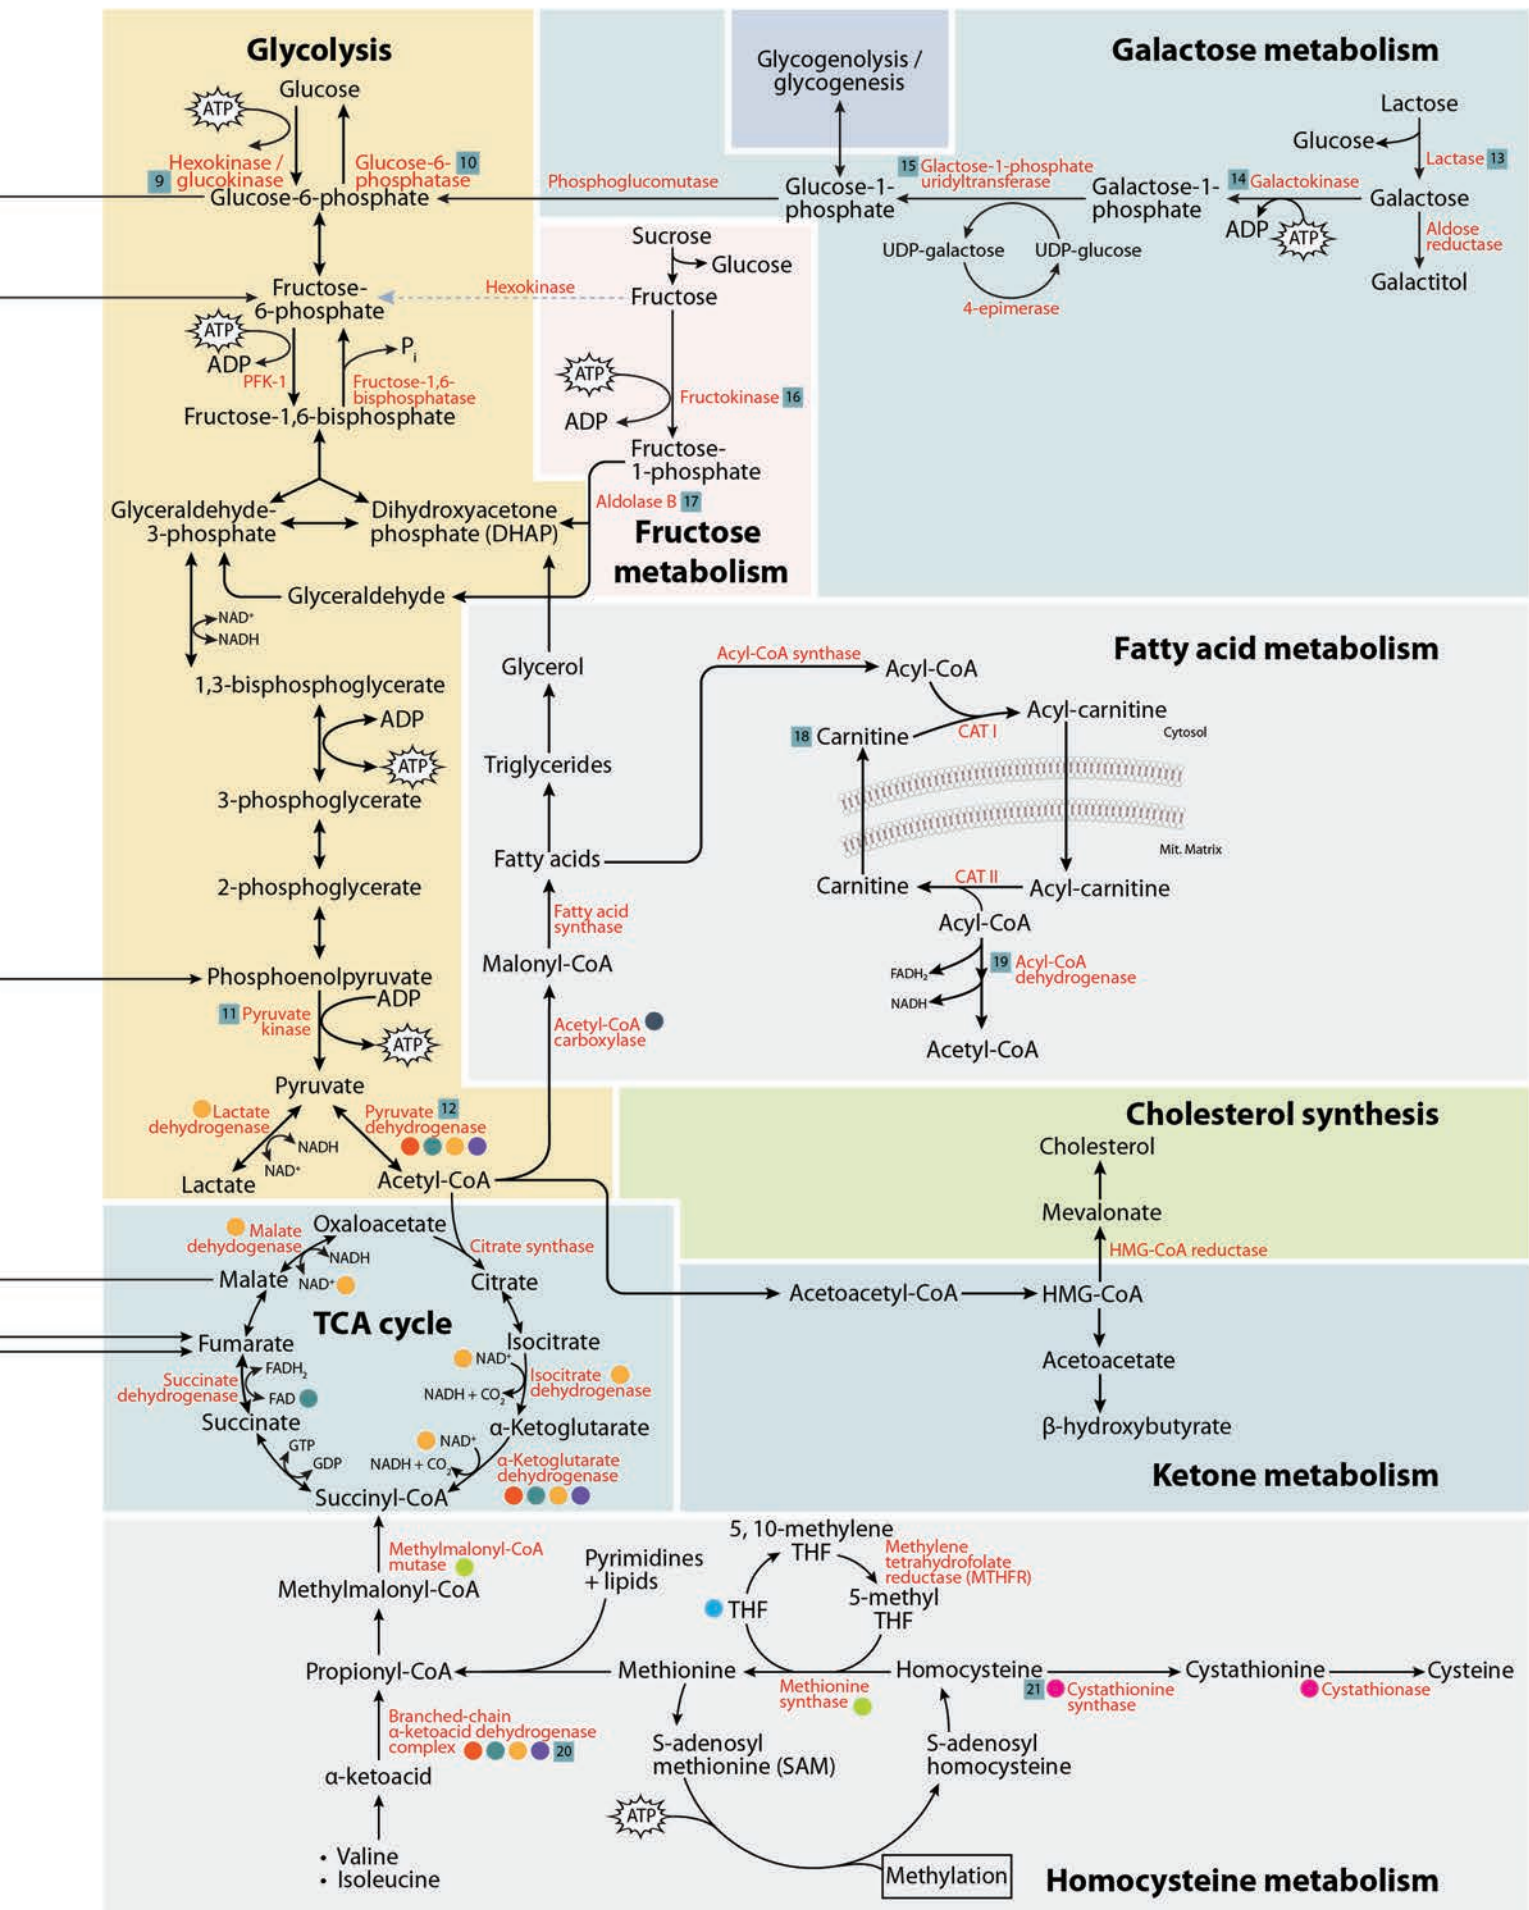 Glycolysis
Glucose
ATP
Hexokinase /
9 glucokinase
Glucose-6- 10
phosphatase
Glucose-6-phosphate
Fructose-
6-phosphate
ATP
ADP
PFK-1
Pi
Fructose-1,6-
bisphosphatase
Fructose-1,6-bisphosphate
Glyceraldehyde-
3-phosphate
Dihydroxyacetone
phosphate (DHAP)
Glyceraldehyde
NAD+
NADH
1,3-bisphosphoglycerate
ADP
ATP
3-phosphoglycerate
2-phosphoglycerate
Phosphoenolpyruvate
11 Pyruvate
kinase
ADP
ATP
Pyruvate
Lactate
dehydrogenase
NADH
NAD+
Pyruvate 12
dehydrogenase
Lactate
Acetyl-CoA
Glycogenolysis /
glycogenesis
Phosphoglucomutase
Glucose-1-
phosphate
Galactose metabolism
Lactose
Glucose
Lactase 13
15 Glactose-1-phosphate
uridyltransferase
Galactose-1-
phosphate
14 Galactokinase
Galactose
ADP
ATP
Aldose
reductase
Galactitol
UDP-galactose
UDP-glucose
4-epimerase
Sucrose
Glucose
Hexokinase
Fructose
ATP
ADP
Fructokinase 16
Fructose-
1-phosphate
Aldolase B 17
Fructose
metabolism
Fatty acid metabolism
Glycerol
Triglycerides
Fatty acids
Fatty acid
synthase
Malonyl-CoA
Acetyl-CoA
carboxylase
Acyl-CoA synthase
Acyl-CoA
18 Carnitine
CAT I
Acyl-carnitine
Cytosol
Mit. Matrix
Carnitine
CAT II
Acyl-carnitine
Acyl-CoA
FADH2
NADH
19 Acyl-CoA
dehydrogenase
Acetyl-CoA
Cholesterol synthesis
Cholesterol
Mevalonate
HMG-CoA reductase
Acetoacetyl-CoA
HMG-CoA
Acetoacetate
β-hydroxybutyrate
Ketone metabolism
Oxaloacetate
Malate
dehydogenase
NADH
NAD+
Citrate synthase
Malate
Citrate
TCA cycle
Fumarate
Isocitrate
NAD+
NADH + CO2
Isocitrate
dehydrogenase
FADH2
FAD
Succinate
dehydrogenase
Succinate
α-Ketoglutarate
GTP
GDP
NAD+
NADH + CO2
α-Ketoglutarate
dehydrogenase
Succinyl-CoA
Methylmalonyl-CoA
mutase
Methylmalonyl-CoA
Pyrimidines
+ lipids
Propionyl-CoA
Branched-chain
α-ketoacid dehydrogenase
complex 20
α-ketoacid
• Valine
• Isoleucine
5, 10-methylene
THF
Methylene
tetrahydrofolate
reductase (MTHFR)
THF
5-methyl
THF
Methionine
Methionine
synthase
Homocysteine
21 Cystathionine
synthase
Cystathionine
Cystathionase
Cysteine
S-adenosyl
methionine (SAM)
S-adenosyl
homocysteine
ATP
Methylation
Homocysteine metabolism